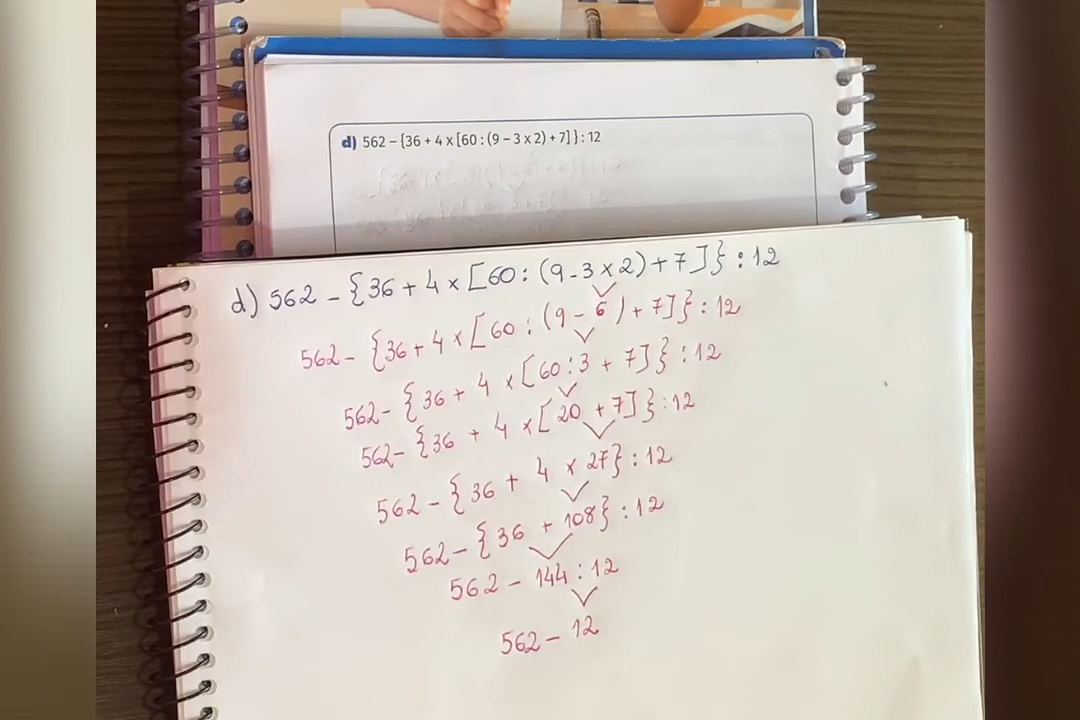 d) 562 – {36 + 4 x [60 : (9 – 3 x 2) + 7] } : 12
d) 562 - {36 + 4 x [60 : (9 - 3 x 2) + 7]} : 12
562 - {36 + 4 x [60 : (9 - 6) + 7]} : 12
562 - {36 + 4 x [60 : 3 + 7]} : 12
562 - {36 + 4 x [20 + 7]} : 12
562 - {36 + 4 x 27} : 12
562 - {36 + 108} : 12
562 - 144 : 12
562 - 12